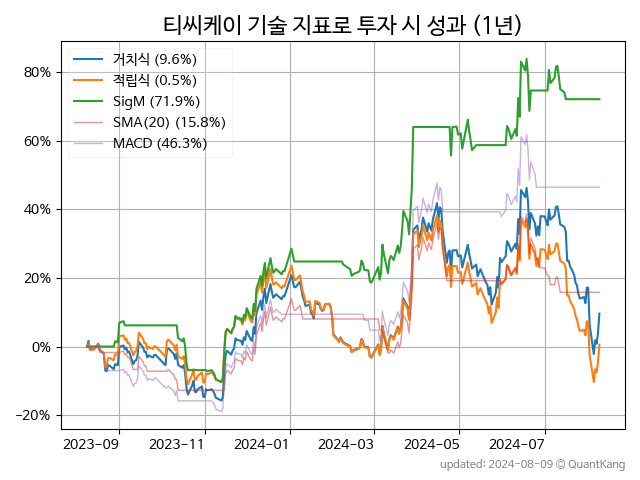 티씨케이 기술 지표로 투자 시 성과 (1년)
거치식 (9.6%)
적립식 (0.5%)
SigM (71.9%)
SMA(20) (15.8%)
MACD (46.3%)
80%
60%
40%
20%
0%
−20%
2023-09 2023-11 2024-01 2024-03 2024-05 2024-07
updated: 2024-08-09 © QuantKang